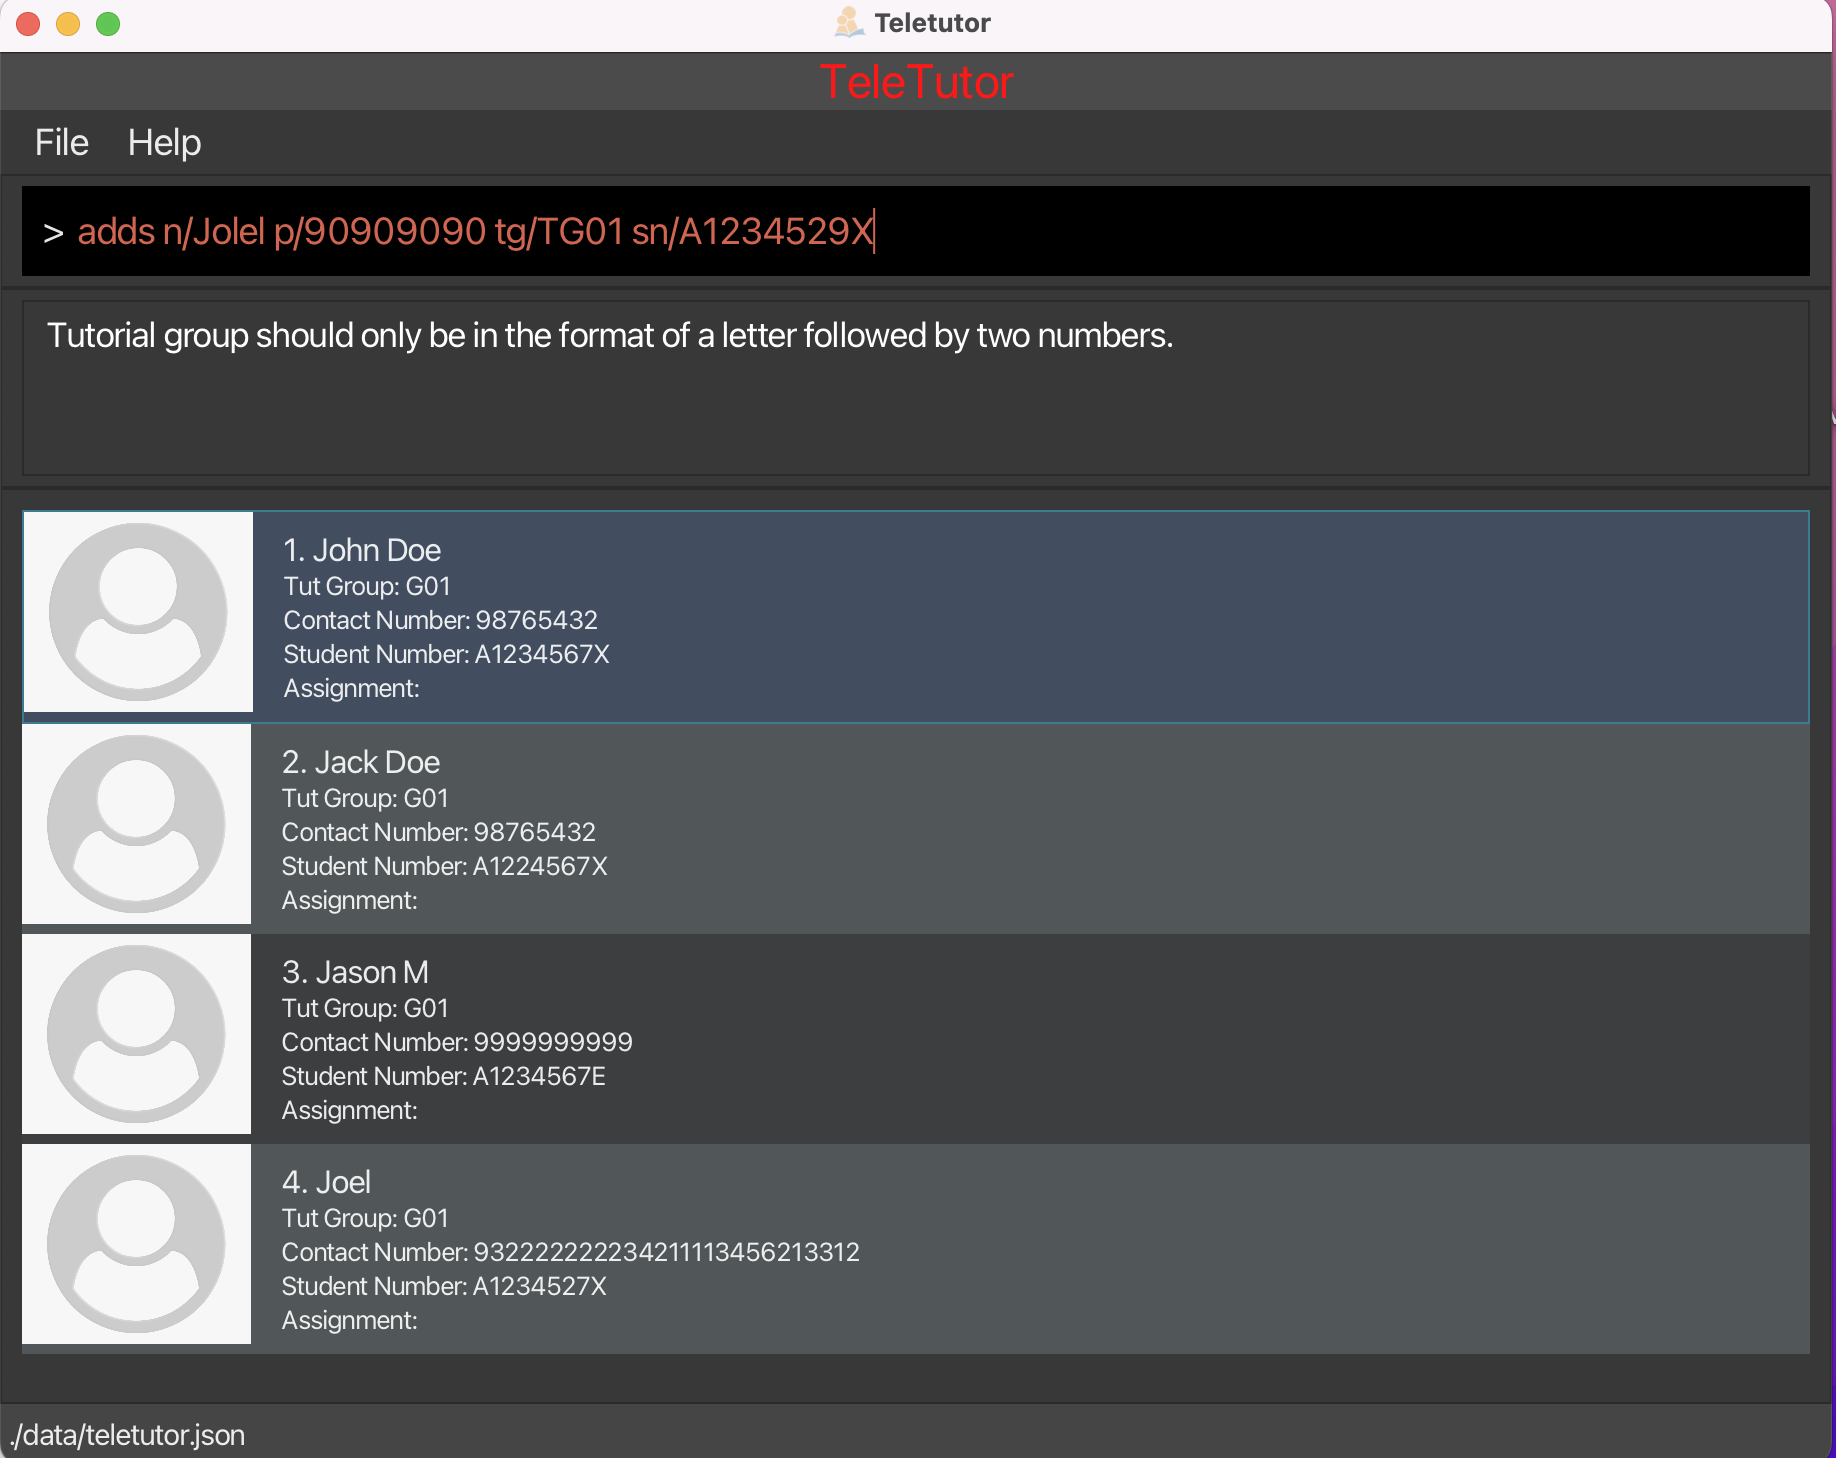 Teletutor
TeleTutor
File Help
> adds n/Jolel p/90909090 tg/TG01 sn/A1234529X
Tutorial group should only be in the format of a letter followed by two numbers.
1. John Doe
Tut Group: G01
Contact Number: 98765432
Student Number: A1234567X
Assignment:
2. Jack Doe
Tut Group: G01
Contact Number: 98765432
Student Number: A1224567X
Assignment:
3. Jason M
Tut Group: G01
Contact Number: 9999999999
Student Number: A1234567E
Assignment:
4. Joel
Tut Group: G01
Contact Number: 932222222234211113456213312
Student Number: A1234527X
Assignment:
./data/teletutor.json